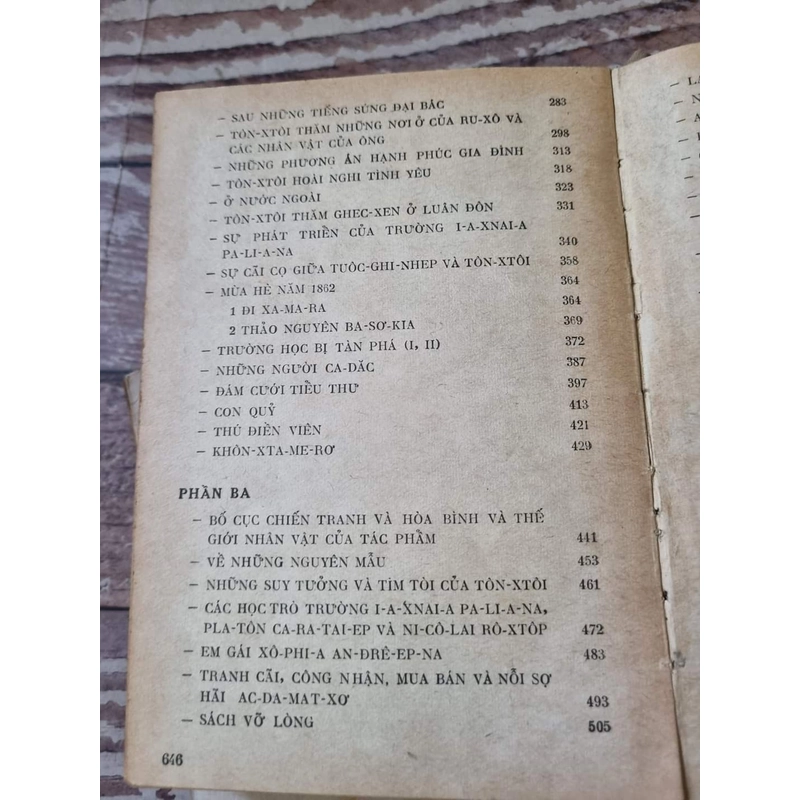 – SAU NHỮNG TIẾNG SÚNG ĐẠI BÁC 283
– TÔN-XTÔI THĂM NHỮNG NƠI Ở CỦA RU-XÔ VÀ
CÁC NHÂN VẬT CỦA ÔNG 298
– NHỮNG PHƯƠNG ÁN HẠNH PHÚC GIA ĐÌNH 313
– TÔN-XTÔI HOÀI NGHI TÌNH YÊU 318
– Ở NƯỚC NGOÀI 323
– TÔN-XTÔI THĂM GHEC-XEN Ở LUÂN ĐÔN 331
– SỰ PHÁT TRIỂN CỦA TRƯỜNG I-A-XNAI-A
PA-LI-A-NA 340
– SỰ CÃI CỌ GIỮA TUÔC-GHI-NHEP VÀ TÔN-XTÔI 358
– MÙA HÈ NĂM 1862 364
1 ĐI XA-MA-RA 364
2 THẢO NGUYÊN BA-SƠ-KIA 369
– TRƯỜNG HỌC BỊ TÀN PHÁ (I, II) 372
– NHỮNG NGƯỜI CA-DĂC 387
– ĐÁM CƯỚI TIỂU THƯ 397
– CON QUỶ 413
– THÚ ĐIỀN VIÊN 421
– KHÔN-XTA-ME-RƠ 429
PHẦN BA
– BỐ CỤC CHIẾN TRANH VÀ HÒA BÌNH VÀ THẾ
GIỚI NHÂN VẬT CỦA TÁC PHẨM 441
– VỀ NHỮNG NGUYÊN MẪU 453
– NHỮNG SUY TƯỞNG VÀ TÌM TÒI CỦA TÔN-XTÔI 461
– CÁC HỌC TRÒ TRƯỜNG I-A-XNAI-A PA-LI-A-NA,
PLA-TÔN CA-RA-TAI-EP VÀ NI-CÔ-LAI RÔ-XTÔP 472
– EM GÁI XÔ-PHI-A AN-ĐRÊ-EP-NA 483
– TRANH CÃI, CÔNG NHẬN, MUA BÁN VÀ NỖI SỢ
HÃI AC-DA-MAT-XƠ 493
– SÁCH VỠ LÒNG 505
646